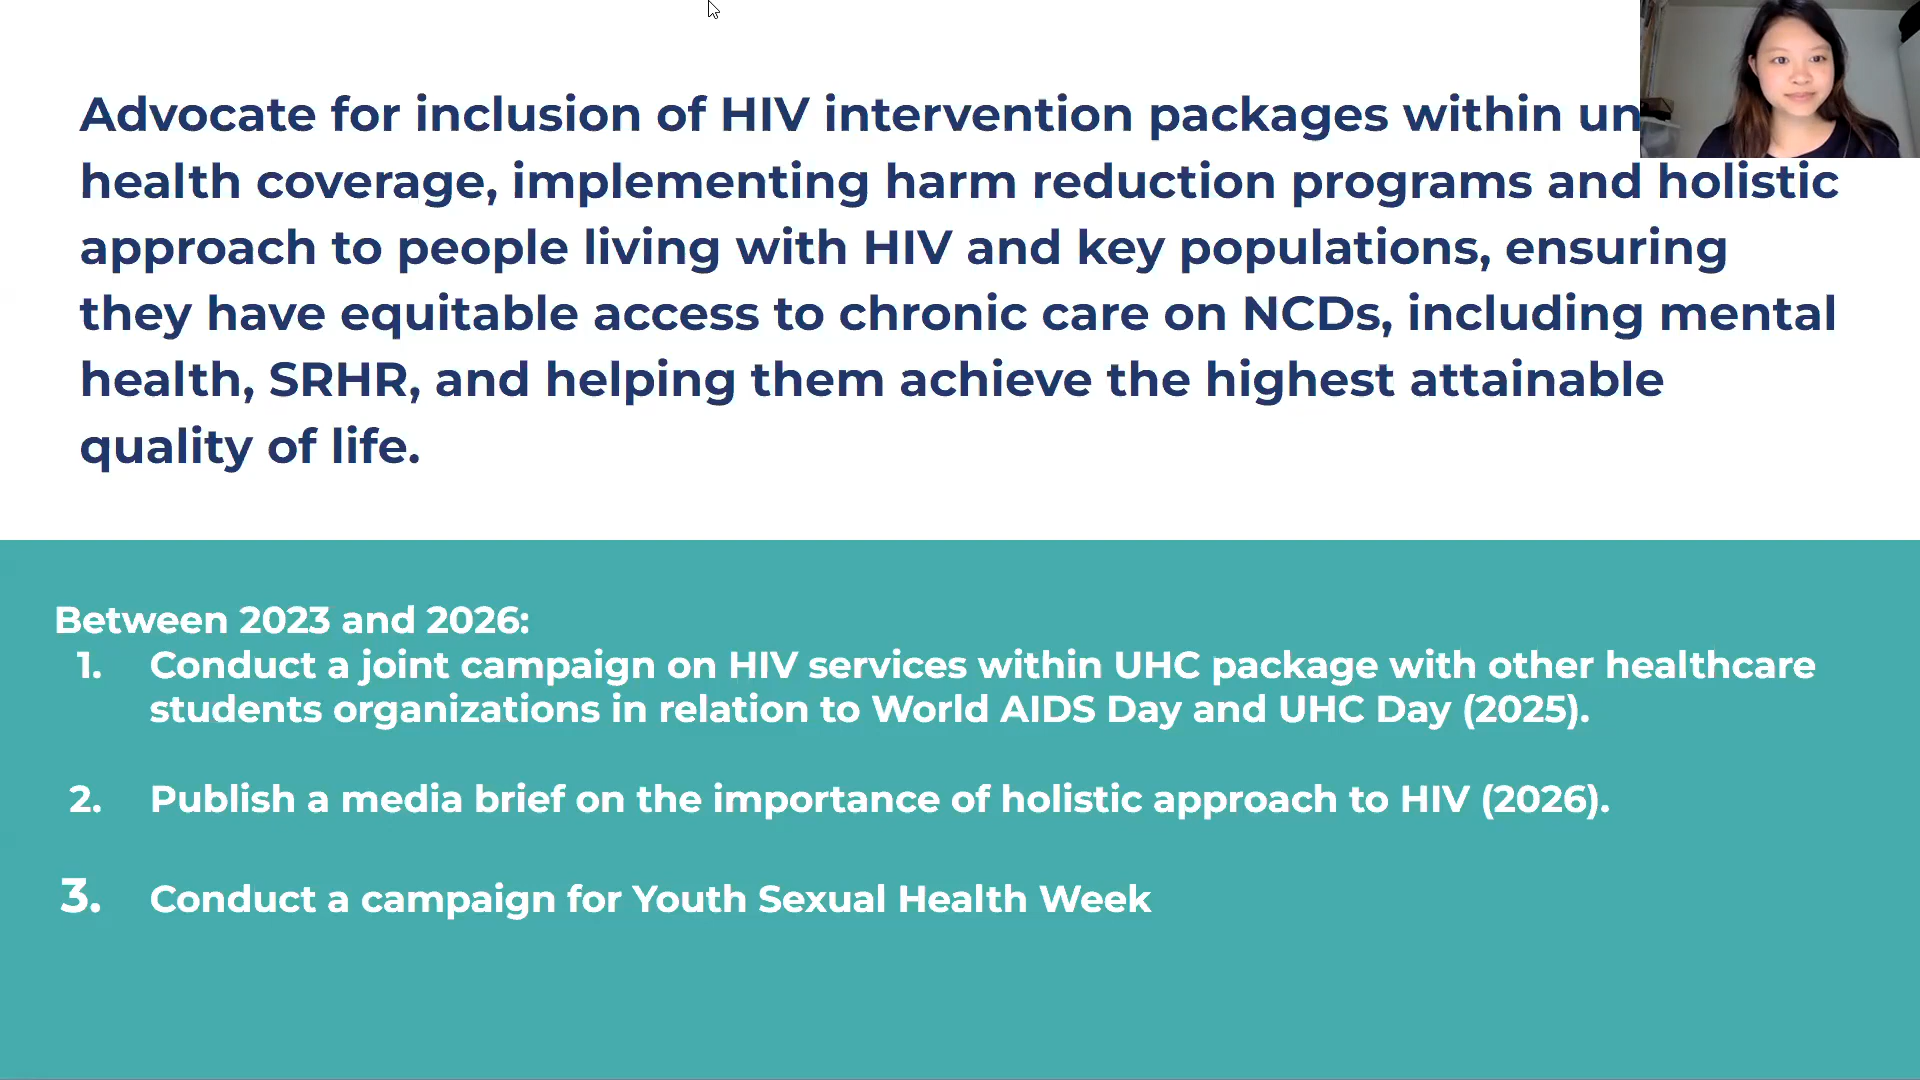 Advocate for inclusion of HIV intervention packages within
health coverage, implementing harm reduction programs and holistic
approach to people living with HIV and key populations, ensuring
they have equitable access to chronic care on NCDs, including mental
health, SRHR, and helping them achieve the highest attainable
quality of life.
Between 2023 and 2026:
1. Conduct a joint campaign on HIV services within UHC package with other healthcare
students organizations in relation to World AIDS Day and UHC Day (2025).
2. Publish a media brief on the importance of holistic approach to HIV (2026).
3. Conduct a campaign for Youth Sexual Health Week